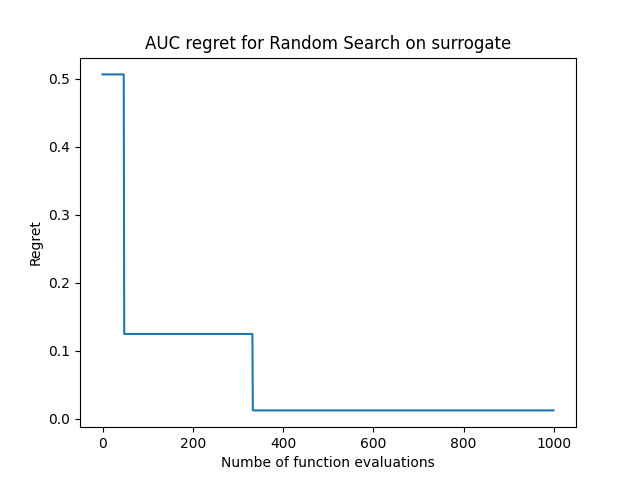 AUC regret for Random Search on surrogate
0.5
0.4
0.3
0.2
0.1
0.0
Regret
0 200 400 600 800 1000
Numbe of function evaluations